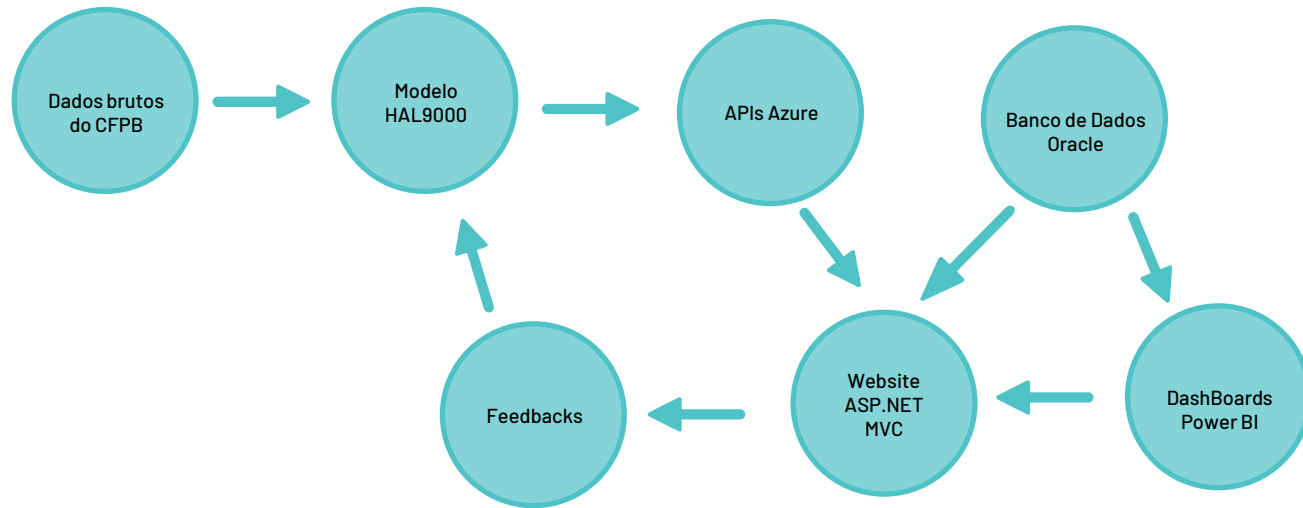 Dados brutos
do CFPB
Modelo
HAL9000
APIs Azure
Banco de Dados
Oracle
Website
ASP.NET
MVC
DashBoards
Power BI
Feedbacks